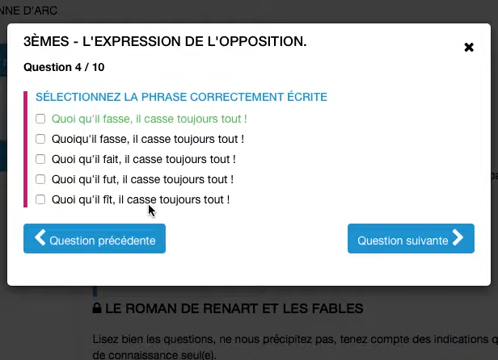 NNE D'ARC
3ÈMES - L'EXPRESSION DE L'OPPOSITION.
Question 4 / 10
SÉLECTIONNEZ LA PHRASE CORRECTEMENT ÉCRITE
Quoi qu'il fasse, il casse toujours tout !
Quoiqu'il fasse, il casse toujours tout !
Quoi qu'il fait, il casse toujours tout !
Quoi qu'il fut, il casse toujours tout !
Quoi qu'il fît, il casse toujours tout !
Question précédente
Question suivante
LE ROMAN DE RENART ET LES FABLES
Lisez bien les questions, ne nous précipitez pas, tenez compte des indications
de connaissance seul(e).